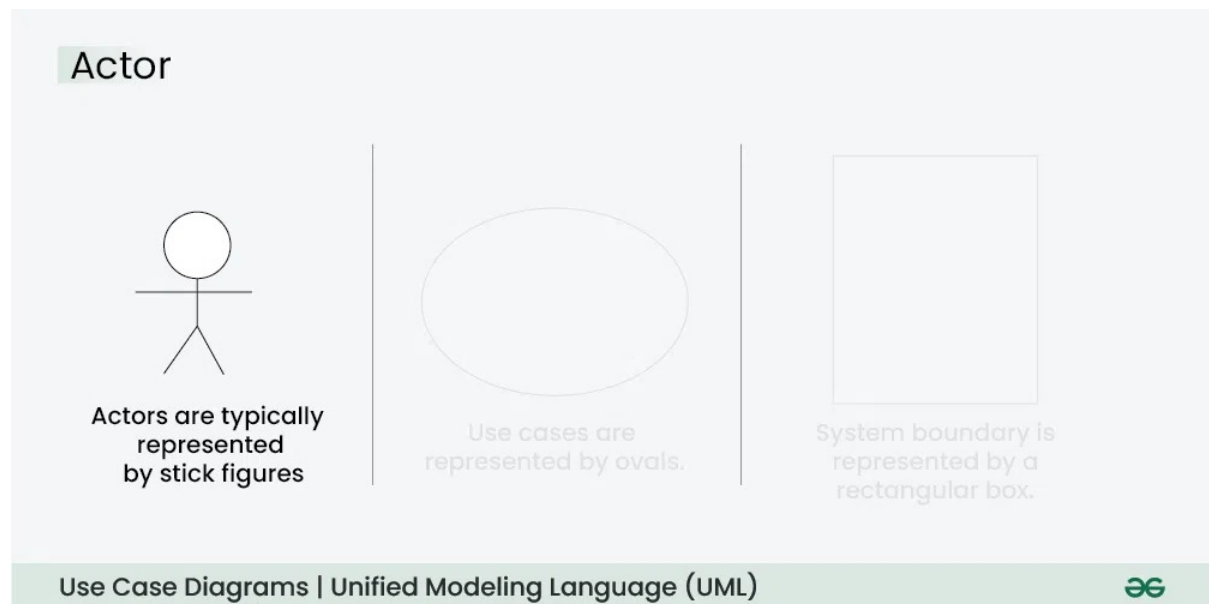 Actor
Actors are typically
represented
by stick figures
Use cases are
represented by ovals.
System boundary is
represented by a
rectangular box.
Use Case Diagrams | Unified Modeling Language (UML)